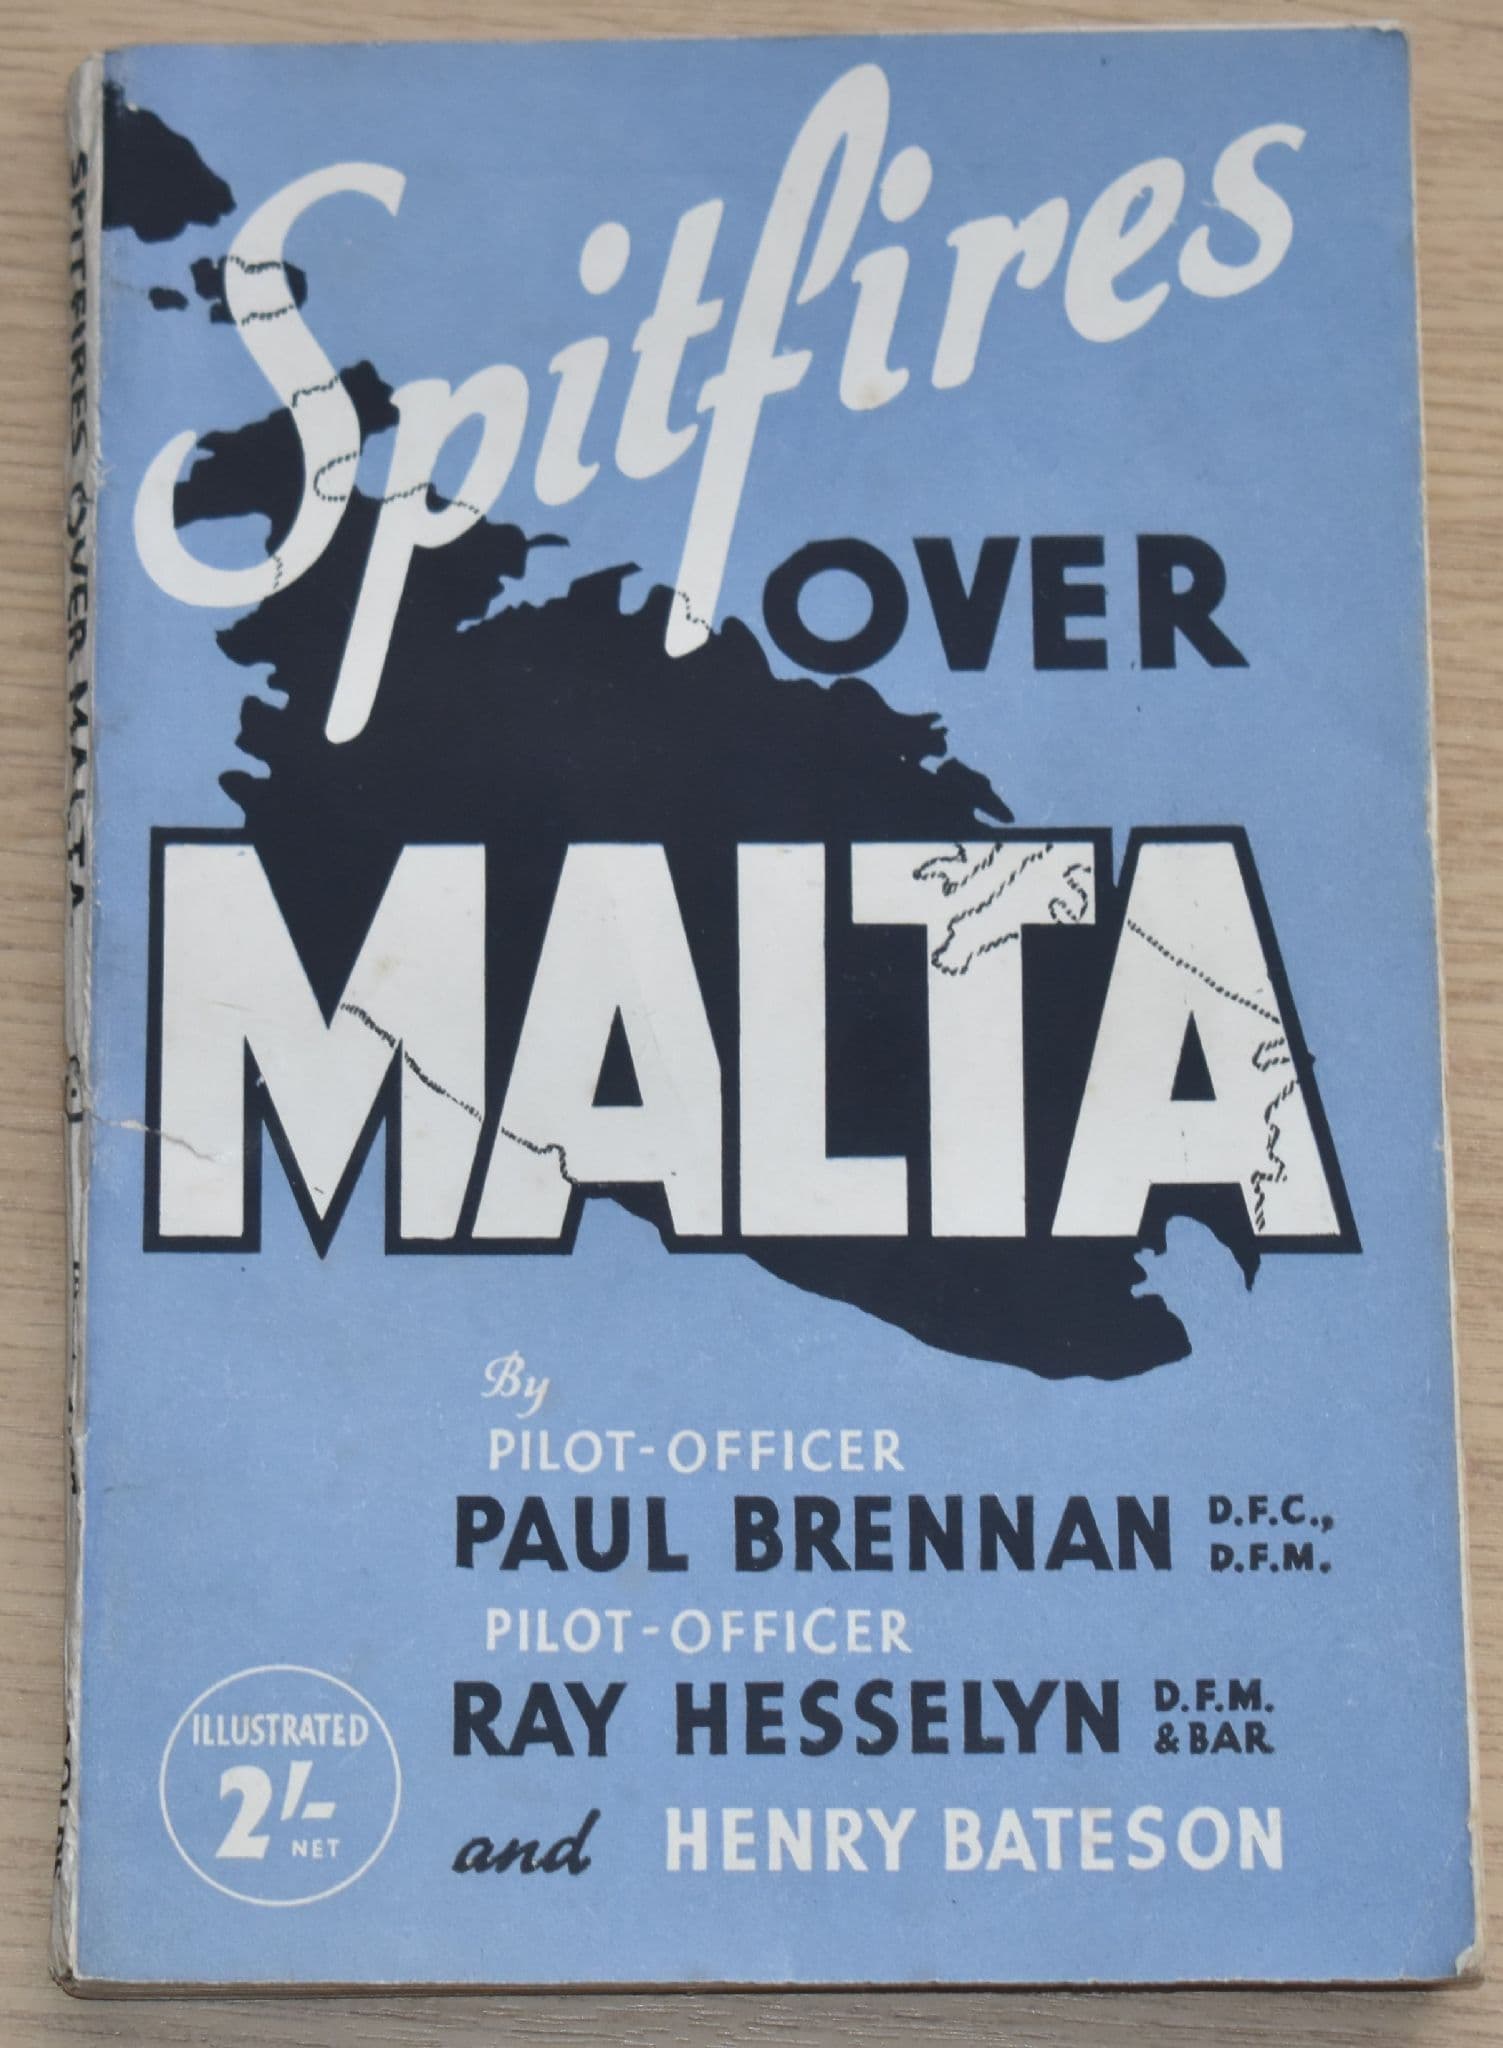 Spitfires
OVER
MALTA
By
PILOT-OFFICER
PAUL BRENNAN D.F.C.,
D.F.M.
PILOT-OFFICER
RAY HESSELYN D.F.M.
& BAR
and HENRY BATESON
ILLUSTRATED
2/-
NET
SPITFIRES OVER MALTA